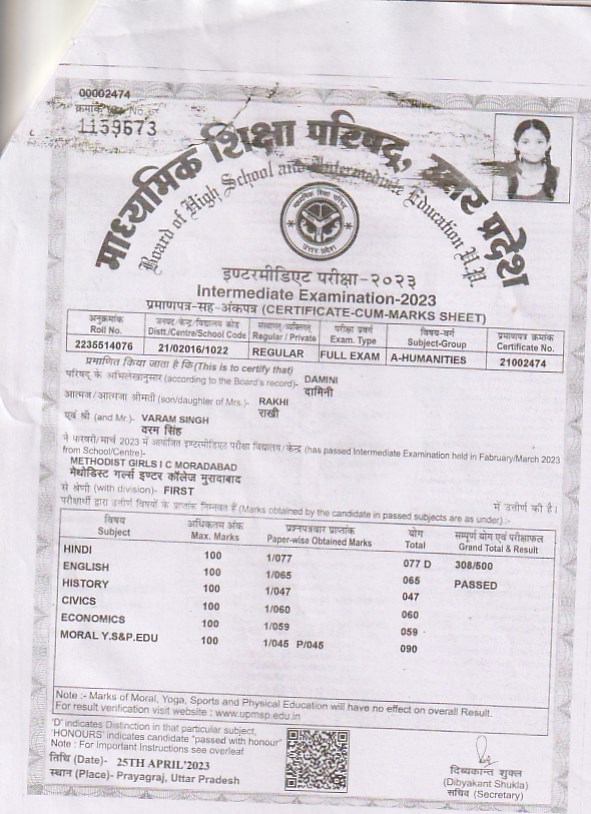 00002474
क्रमांक
1159673
माध्यमिक शिक्षा परिषद्, उत्तर प्रदेश
Board of High School and Intermediate Education U.P.
इण्टरमीडिएट परीक्षा-२०२३
Intermediate Examination-2023
प्रमाणपत्र-सह-अंकपत्र (CERTIFICATE-CUM-MARKS SHEET)
अनुक्रमांक जनपद/केन्द्र/विद्यालय कोड संस्थागत/व्यक्तिगत परीक्षा प्रवर्ग विषय-वर्ग प्रमाणपत्र क्रमांक
Roll No. Distt./Centre/School Code Regular / Private Exam. Type Subject-Group Certificate No.
2235514076 21/02016/1022 REGULAR FULL EXAM A-HUMANITIES 21002474
प्रमाणित किया जाता है कि (This is to certify that)
परिषद् के अभिलेखानुसार (according to the Board's record)- DAMINI
दामिनी
आत्मज/आत्मजा श्रीमती (son/daughter of Mrs.)- RAKHI
राखी
एवं श्री (and Mr.)- VARAM SINGH
वरम सिंह
ने फरवरी/मार्च 2023 में आयोजित इण्टरमीडिएट परीक्षा विद्यालय/केन्द्र (has passed Intermediate Examination held in Fabruary/March 2023
from School/Centre)-
METHODIST GIRLS I C MORADABAD
मैथोडिस्ट गर्ल्स इण्टर कॉलेज मुरादाबाद
से श्रेणी (with division)- FIRST में उत्तीर्ण की है।
परीक्षार्थी द्वारा उत्तीर्ण विषयों के प्राप्तांक निम्नवत हैं (Marks obtained by the candidate in passed subjects are as under) :-
विषय अधिकतम अंक प्रश्नपत्रवार प्राप्तांक योग सम्पूर्ण योग एवं परीक्षाफल
Subject Max. Marks Paper-wise Obtained Marks Total Grand Total & Result
HINDI 100 1/077 077 D 308/500
ENGLISH 100 1/065 065 PASSED
HISTORY 100 1/047 047
CIVICS 100 1/060 060
ECONOMICS 100 1/059 059
MORAL Y.S&P.EDU 100 1/045 P/045 090
Note :- Marks of Moral, Yoga, Sports and Physical Education will have no effect on overall Result.
For result verification visit website : www.upmsp.edu.in
'D' indicates Distinction in that particular subject,
'HONOURS' indicates candidate "passed with honour"
Note : For Important Instructions see overleaf
तिथि (Date)- 25TH APRIL'2023
स्थान (Place)- Prayagraj, Uttar Pradesh
दिब्यकान्त शुक्ल
(Dibyakant Shukla)
सचिव (Secretary)